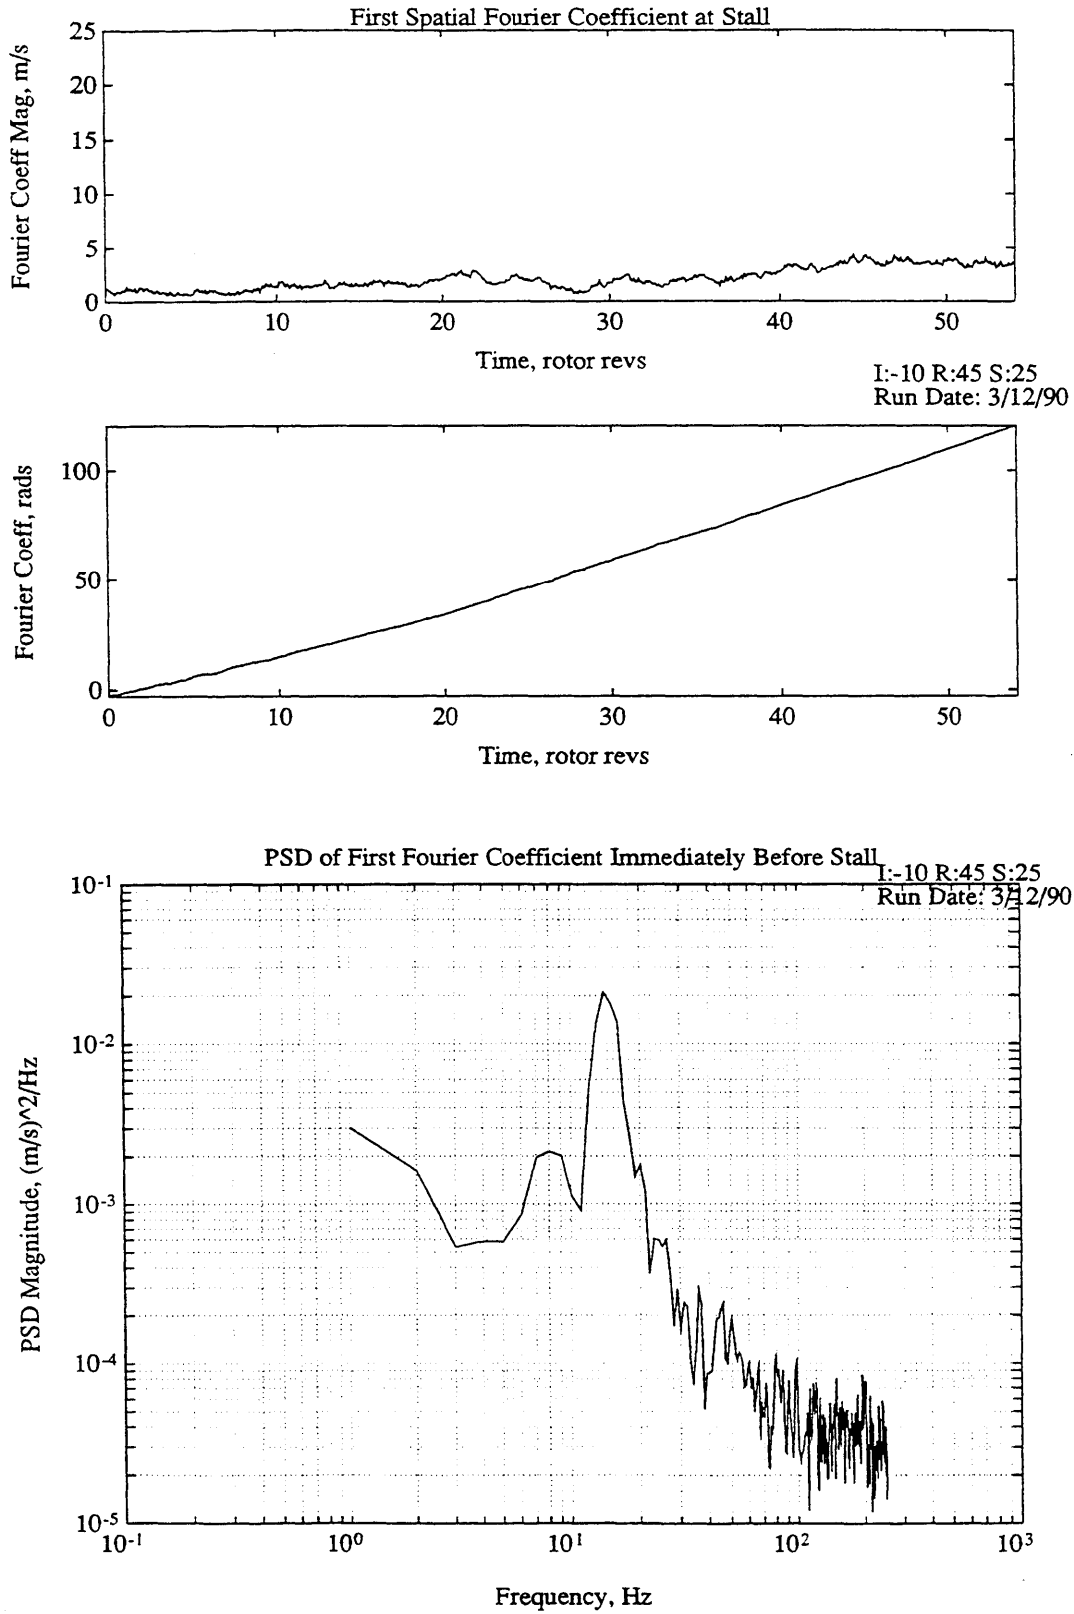 First Spatial Fourier Coefficient at Stall
25
20
15
10
5
0
Fourier Coeff Mag, m/s
0 10 20 30 40 50
Time, rotor revs
I:-10 R:45 S:25
Run Date: 3/12/90
100
50
0
Fourier Coeff, rads
0 10 20 30 40 50
Time, rotor revs
PSD of First Fourier Coefficient Immediately Before Stall
I:-10 R:45 S:25
Run Date: 3/12/90
10-1
10-2
10-3
10-4
10-5
PSD Magnitude, (m/s)^2/Hz
10-1 100 101 102 103
Frequency, Hz